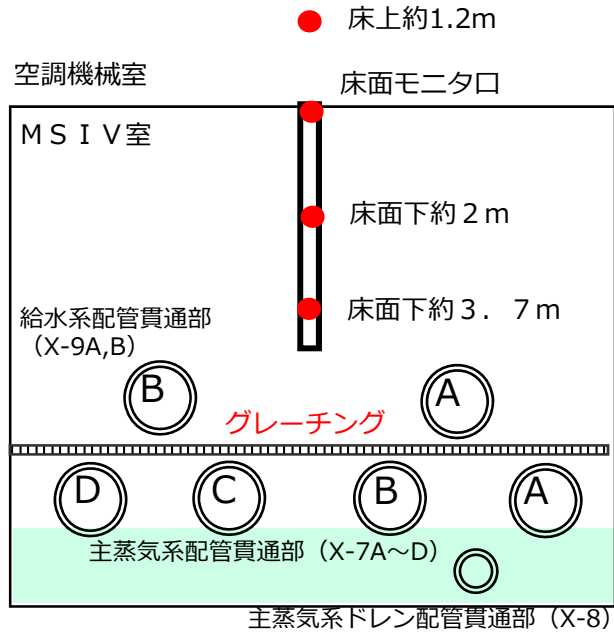 床上約1.2m
空調機械室
床面モニタ口
ＭＳＩＶ室
床面下約２ｍ
床面下約３．７ｍ
給水系配管貫通部
（X-9A,B）
B
A
グレーチング
D
C
B
A
主蒸気系配管貫通部（X-7A～D）
主蒸気系ドレン配管貫通部（X-8）